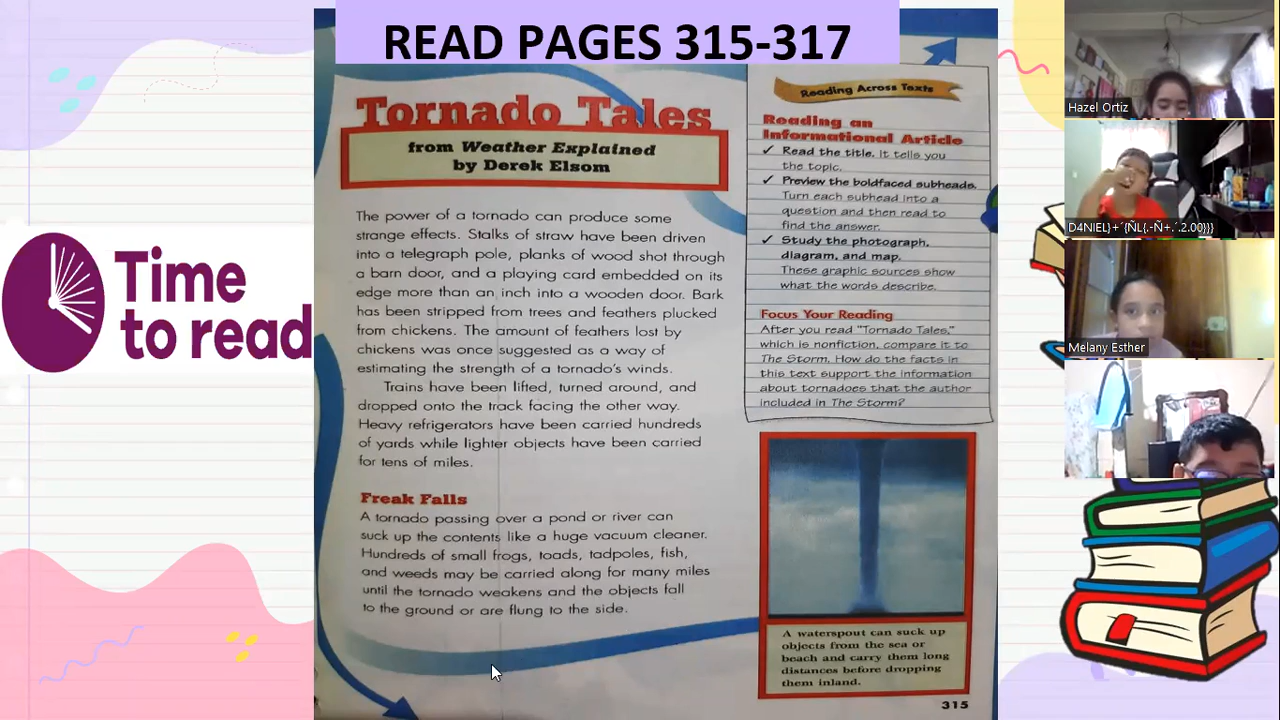 READ PAGES 315-317
Time
to read
Tornado Tales
from Weather Explained
by Derek Elsom
The power of a tornado can produce some
strange effects. Stalks of straw have been driven
into a telegraph pole, planks of wood shot through
a barn door, and a playing card embedded on its
edge more than an inch into a wooden door. Bark
has been stripped from trees and feathers plucked
from chickens. The amount of feathers lost by
chickens was once suggested as a way of
estimating the strength of a tornado's winds.
Trains have been lifted, turned around, and
dropped onto the track facing the other way.
Heavy refrigerators have been carried hundreds
of yards while lighter objects have been carried
for tens of miles.
Freak Falls
A tornado passing over a pond or river can
suck up the contents like a huge vacuum cleaner.
Hundreds of small frogs, toads, tadpoles, fish,
and weeds may be carried along for many miles
until the tornado weakens and the objects fall
to the ground or are flung to the side.
Reading Across Texts
Reading an
Informational Article
✓ Read the title. It tells you
the topic.
✓ Preview the boldfaced subheads.
Turn each subhead into a
question and then read to
find the answer.
✓ Study the photograph,
diagram, and map.
These graphic sources show
what the words describe.
Focus Your Reading
After you read "Tornado Tales,"
which is nonfiction, compare it to
The Storm. How do the facts in
this text support the information
about tornadoes that the author
included in The Storm?
A waterspout can suck up
objects from the sea or
beach and carry them long
distances before dropping
them inland.
315
Hazel Ortiz
D4NIEL}+´{ÑL{.-Ñ+.´.2.00}}}
Melany Esther